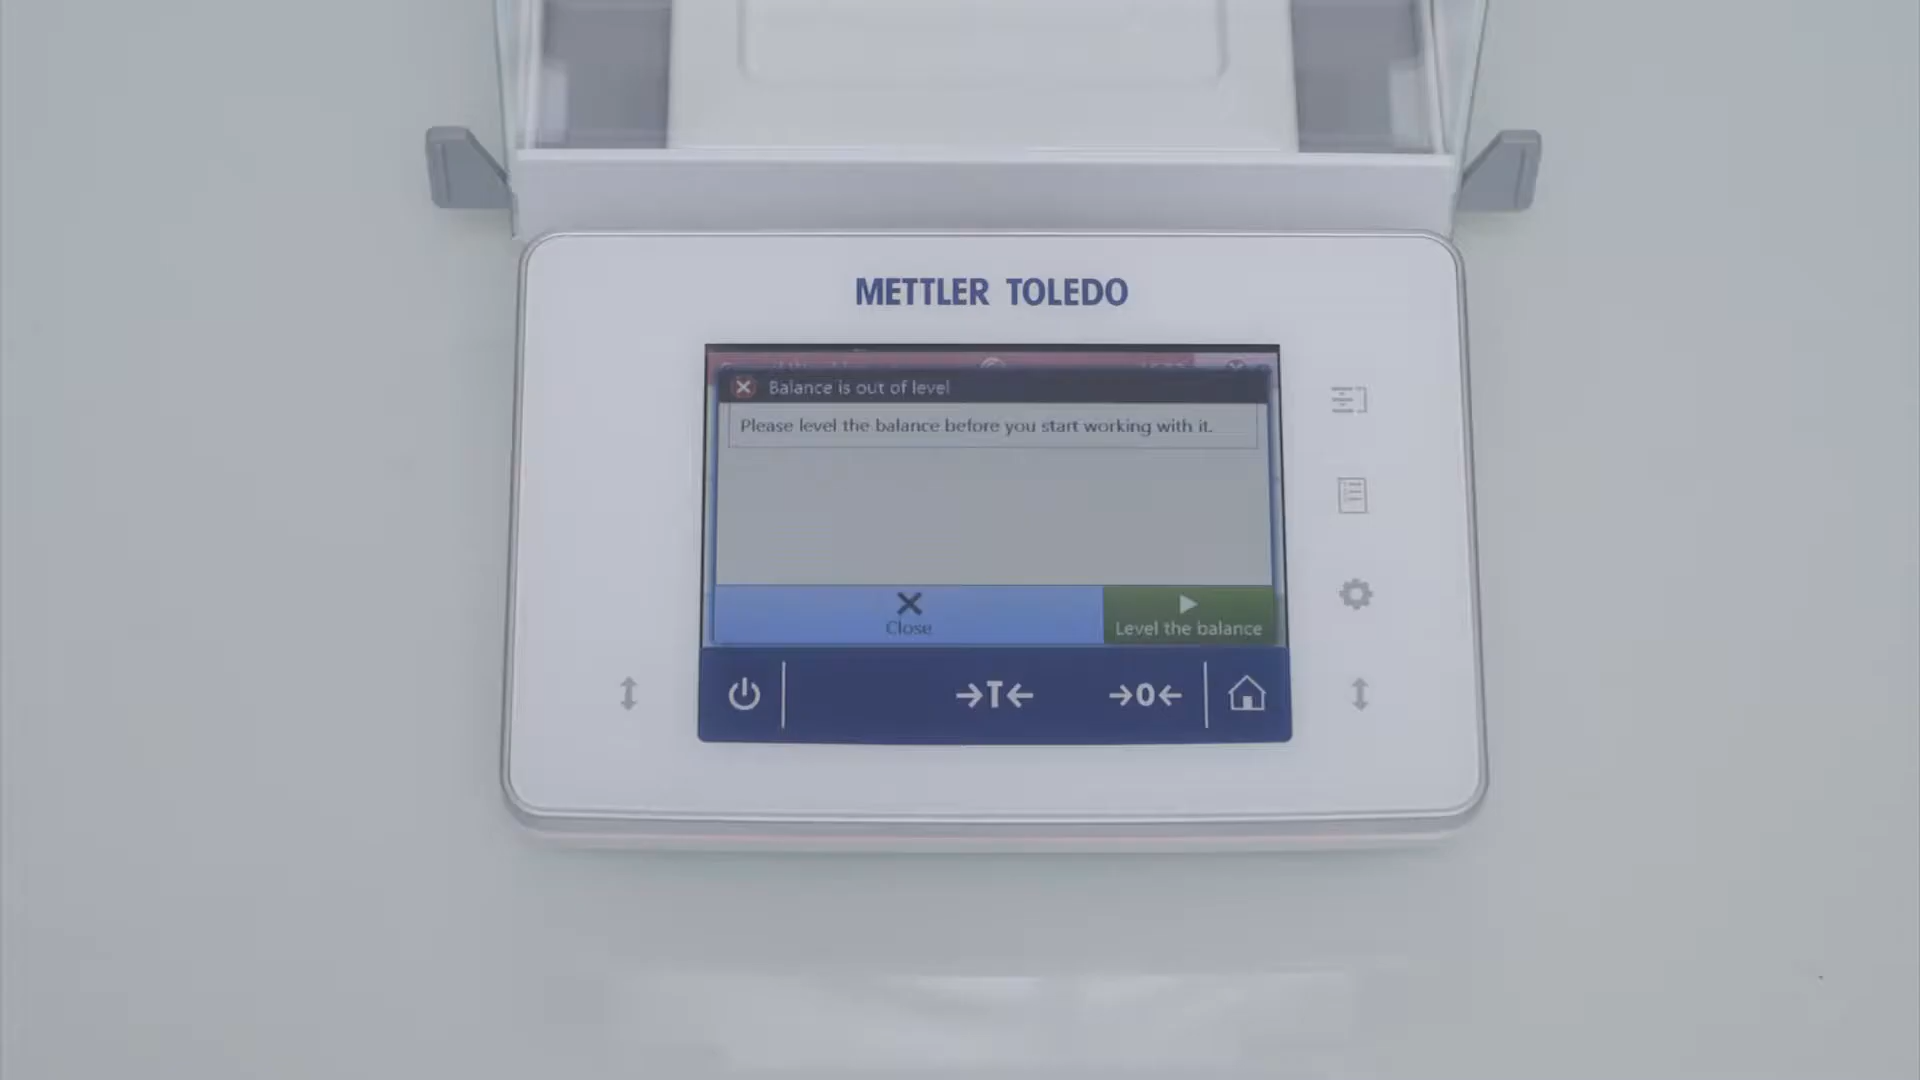 METTLER TOLEDO
Balance is out of level
Please level the balance before you start working with it.
Close
Level the balance
→T← →0←